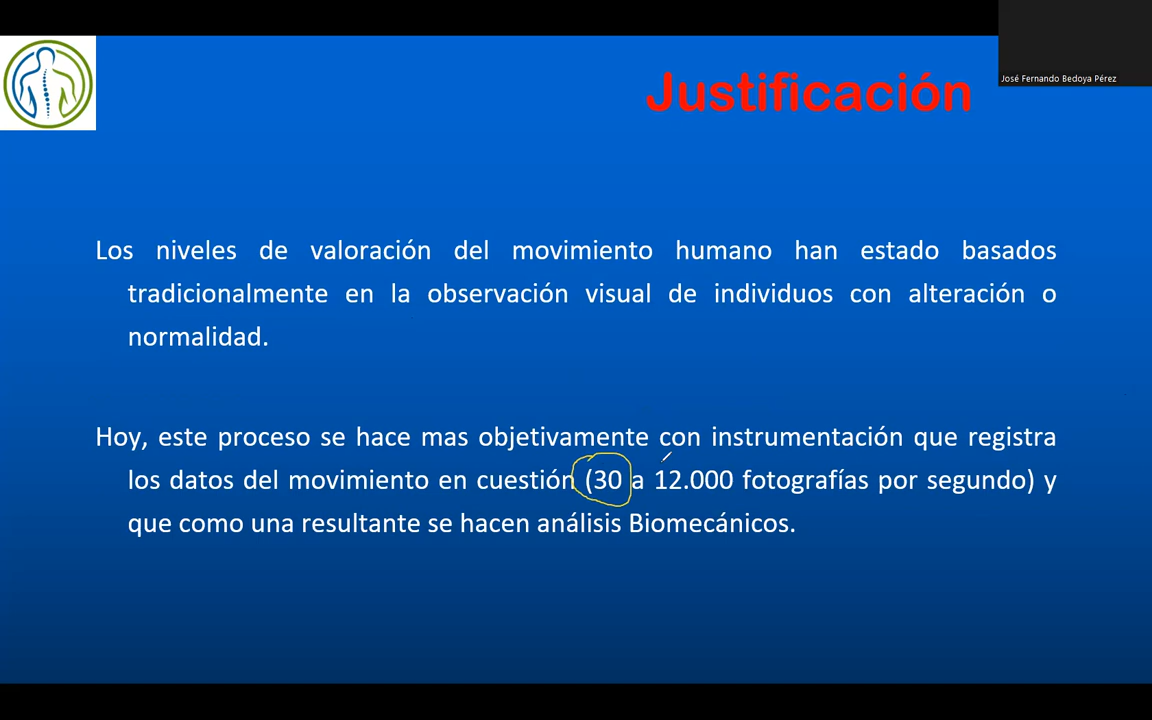 José Fernando Bedoya Pérez
Justificación
Los niveles de valoración del movimiento humano han estado basados
tradicionalmente en la observación visual de individuos con alteración o
normalidad.
Hoy, este proceso se hace mas objetivamente con instrumentación que registra
los datos del movimiento en cuestión (30 a 12.000 fotografías por segundo) y
que como una resultante se hacen análisis Biomecánicos.